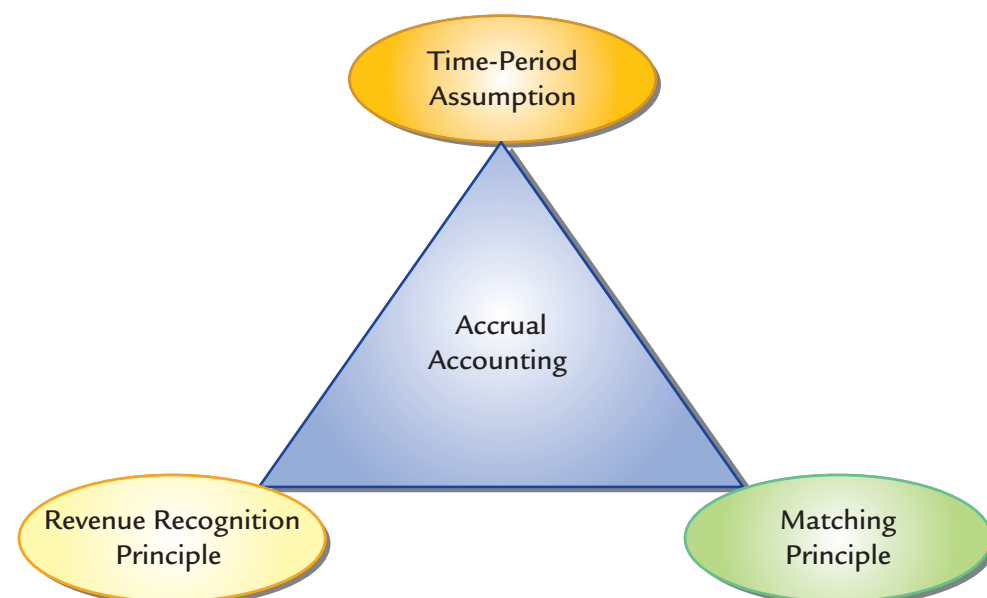 Time-Period
Assumption
Accrual
Accounting
Revenue Recognition
Principle
Matching
Principle